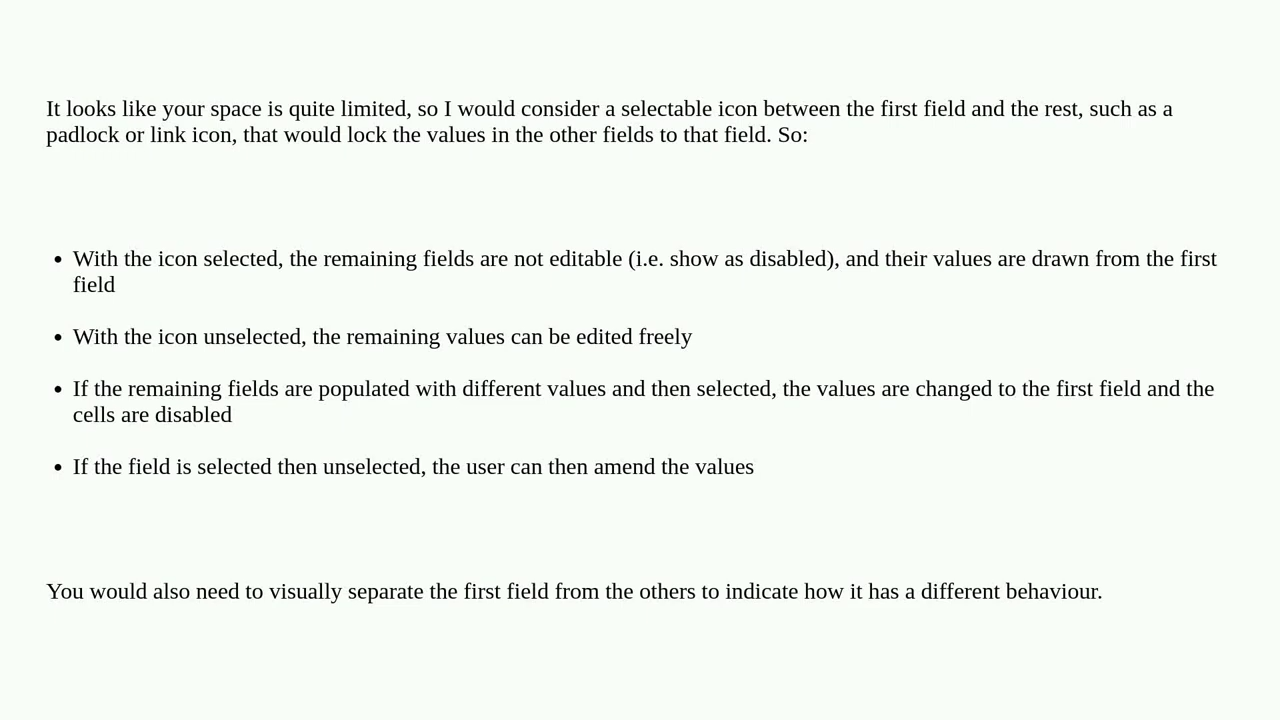 It looks like your space is quite limited, so I would consider a selectable icon between the first field and the rest, such as a
padlock or link icon, that would lock the values in the other fields to that field. So:
• With the icon selected, the remaining fields are not editable (i.e. show as disabled), and their values are drawn from the first
field
• With the icon unselected, the remaining values can be edited freely
• If the remaining fields are populated with different values and then selected, the values are changed to the first field and the
cells are disabled
• If the field is selected then unselected, the user can then amend the values
You would also need to visually separate the first field from the others to indicate how it has a different behaviour.